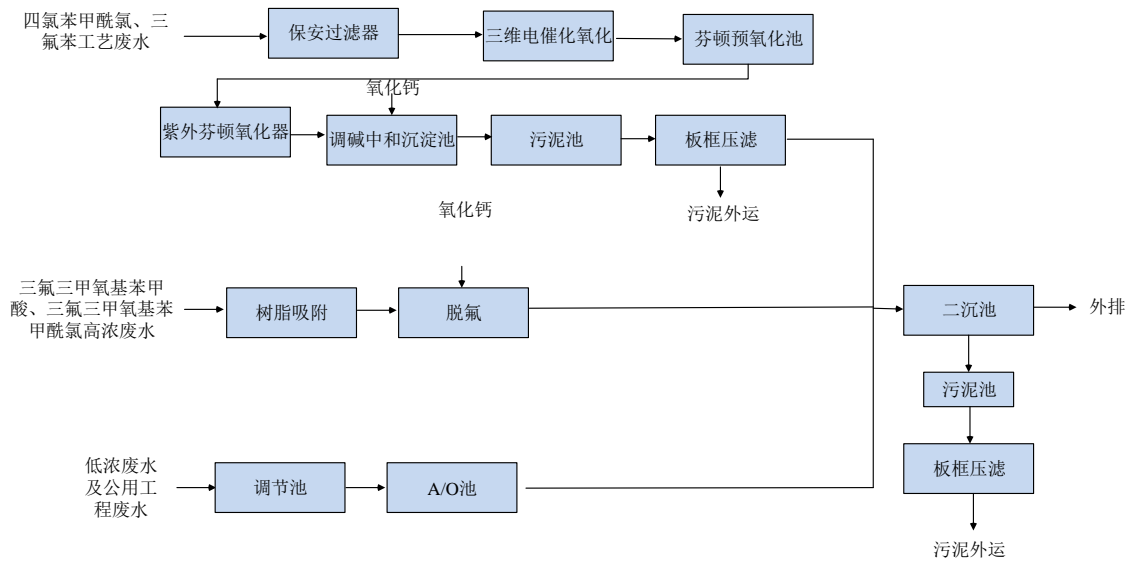 四氯苯甲酰氯、三
氟苯工艺废水
保安过滤器
三维电催化氧化
芬顿预氧化池
氧化钙
紫外芬顿氧化器
调碱中和沉淀池
污泥池
板框压滤
氧化钙
污泥外运
三氟三甲氧基苯甲
酸、三氟三甲氧基苯
甲酰氯高浓废水
树脂吸附
脱氟
二沉池
外排
污泥池
低浓废水
及公用工
程废水
调节池
A/O池
板框压滤
污泥外运